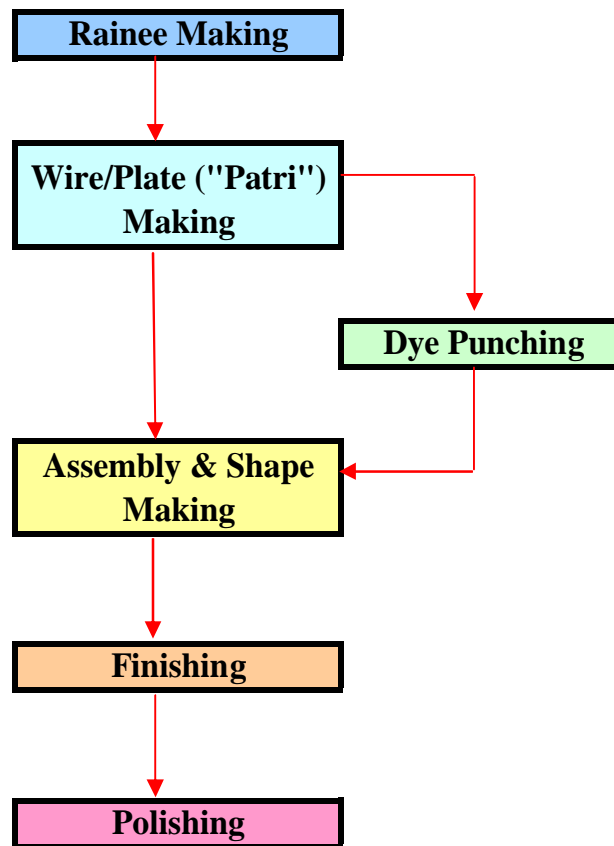 Rainee Making
Wire/Plate ("Patri")
Making
Dye Punching
Assembly & Shape
Making
Finishing
Polishing